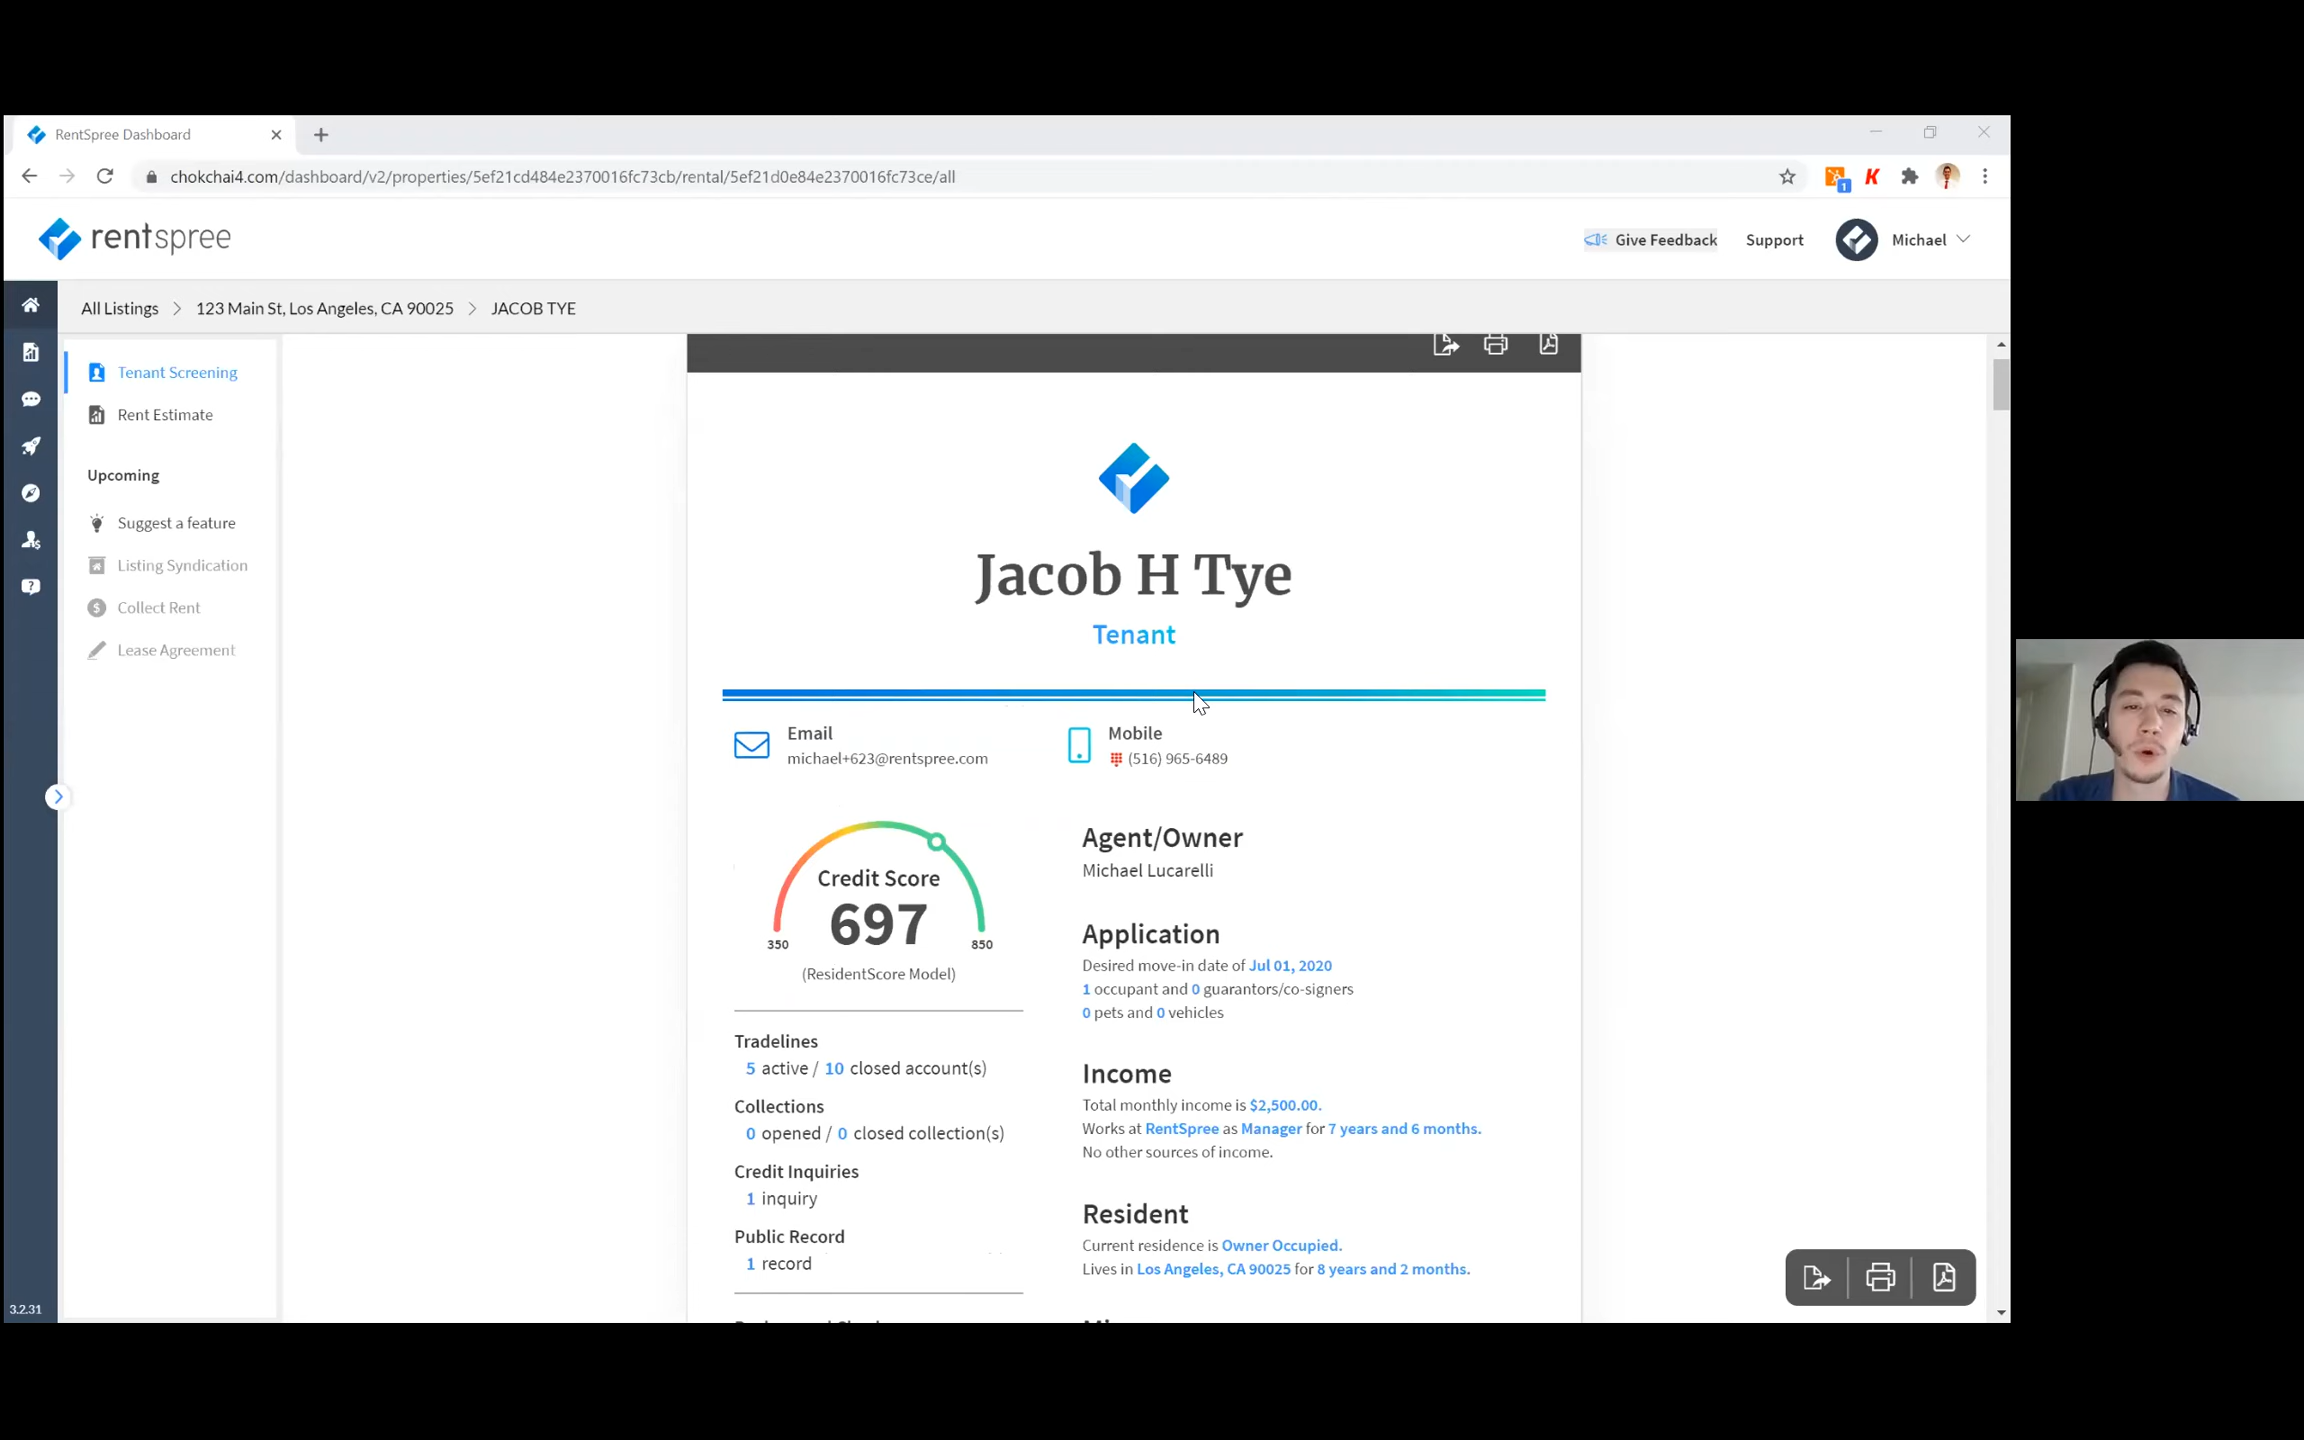 RentSpree Dashboard
chokchai4.com/dashboard/v2/properties/5ef21cd484e2370016fc73cb/rental/5ef21d0e84e2370016fc73ce/all
1
K
rentspree
Give Feedback
Support
Michael
All Listings > 123 Main St, Los Angeles, CA 90025 > JACOB TYE
Tenant Screening
Rent Estimate
Upcoming
Suggest a feature
Listing Syndication
Collect Rent
Lease Agreement
3.2.31
Jacob H Tye
Tenant
Email
michael+623@rentspree.com
Mobile
(516) 965-6489
Credit Score
697
350
850
(ResidentScore Model)
Tradelines
5 active / 10 closed account(s)
Collections
0 opened / 0 closed collection(s)
Credit Inquiries
1 inquiry
Public Record
1 record
Agent/Owner
Michael Lucarelli
Application
Desired move-in date of Jul 01, 2020
1 occupant and 0 guarantors/co-signers
0 pets and 0 vehicles
Income
Total monthly income is $2,500.00.
Works at RentSpree as Manager for 7 years and 6 months.
No other sources of income.
Resident
Current residence is Owner Occupied.
Lives in Los Angeles, CA 90025 for 8 years and 2 months.